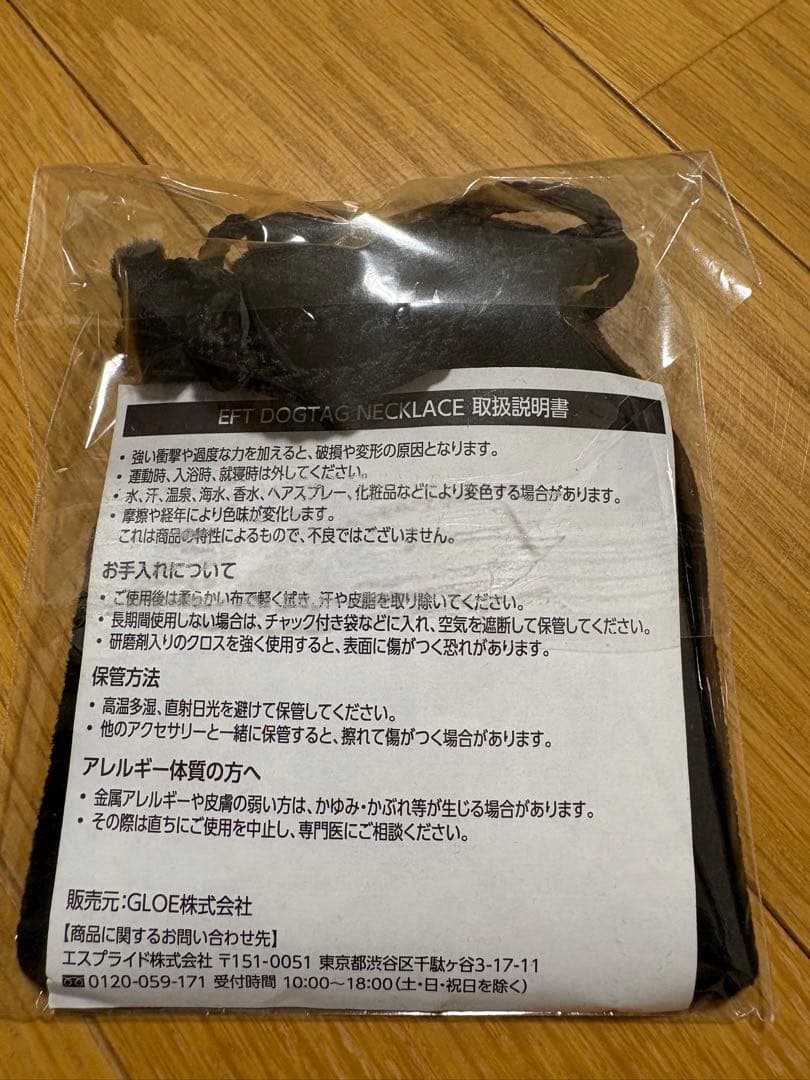 EFT DOGTAG NECKLACE 取扱説明書
・強い衝撃や過度な力を加えると、破損や変形の原因となります。
・運動時、入浴時、就寝時は外してください。
・水、汗、温泉、海水、香水、ヘアスプレー、化粧品などにより変色する場合があります。
・摩擦や経年により色味が変化します。
これは商品の特性によるもので、不良ではございません。
お手入れについて
・ご使用後は柔らかい布で軽く拭き、汗や皮脂を取り除いてください。
・長期間使用しない場合は、チャック付き袋などに入れ、空気を遮断して保管してください。
・研磨剤入りのクロスを強く使用すると、表面に傷がつく恐れがあります。
保管方法
・高温多湿、直射日光を避けて保管してください。
・他のアクセサリーと一緒に保管すると、擦れて傷がつく場合があります。
アレルギー体質の方へ
・金属アレルギーや皮膚の弱い方は、かゆみ・かぶれ等が生じる場合があります。
・その際は直ちにご使用を中止し、専門医にご相談ください。
販売元:GLOE株式会社
【商品に関するお問い合わせ先】
エスプライド株式会社 〒151-0051 東京都渋谷区千駄ヶ谷3-17-11
0120-059-171 受付時間 10:00〜18:00(土・日・祝日を除く)